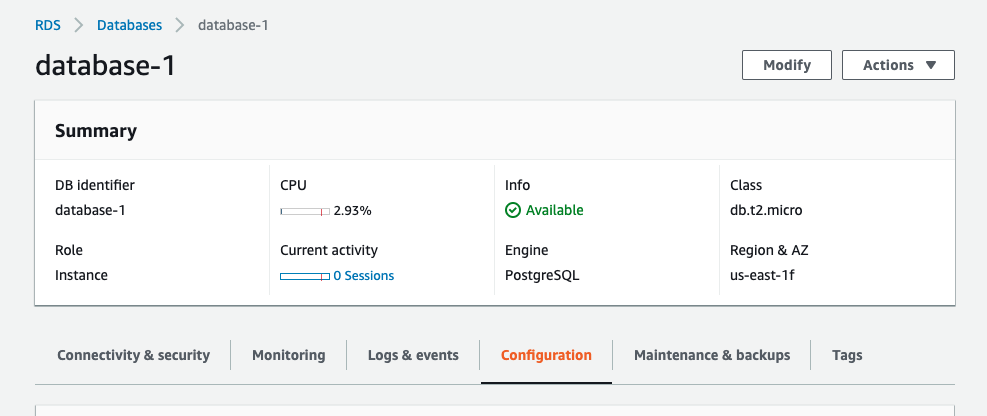 RDS > Databases > database-1
database-1
Modify
Actions ▼
Summary
DB identifier
database-1
CPU
2.93%
Info
Available
Class
db.t2.micro
Role
Instance
Current activity
0 Sessions
Engine
PostgreSQL
Region & AZ
us-east-1f
Connectivity & security
Monitoring
Logs & events
Configuration
Maintenance & backups
Tags